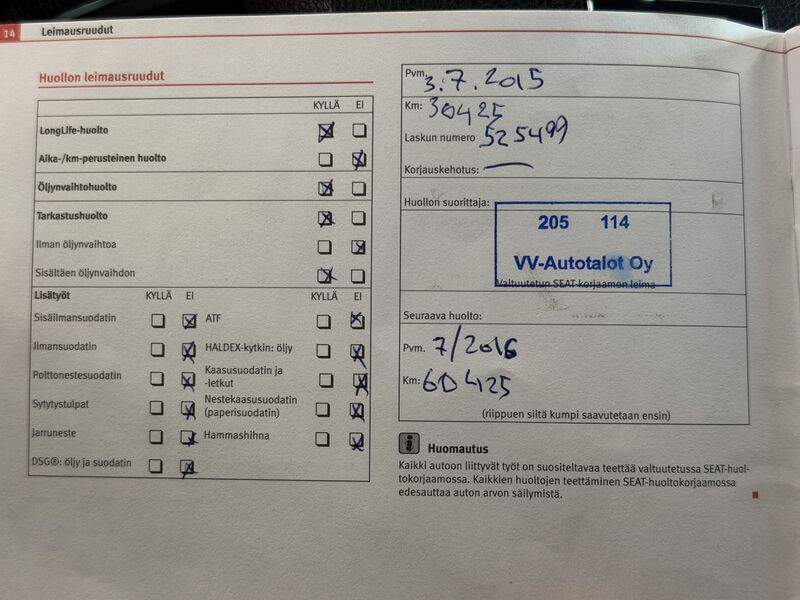 14 Leimausruudut
Huollon leimausruudut
KYLLÄ EI
LongLife-huolto
Aika-/km-perusteinen huolto
Öljynvaihtohuolto
Tarkastushuolto
Ilman öljynvaihtoa
Sisältäen öljynvaihdon
Lisätyöt KYLLÄ EI KYLLÄ EI
Sisäilmansuodatin ATF
Ilmansuodatin HALDEX-kytkin: öljy
Polttonestesuodatin Kaasusuodatin ja
-letkut
Sytytystulpat Nestekaasusuodatin
(paperisuodatin)
Jarruneste Hammashihna
DSG®: öljy ja suodatin
Pvm. 3.7.2015
Km: 30425
Laskun numero 525499
Korjauskehotus: —
Huollon suorittaja:
205 114
VV-Autotalot Oy
Valtuutetun SEAT-korjaamon leima
Seuraava huolto:
Pvm. 7/2016
Km: 60425
(riippuen siitä kumpi saavutetaan ensin)
i Huomautus
Kaikki autoon liittyvät työt on suositeltavaa teettää valtuutetussa SEAT-huol-
tokorjaamossa. Kaikkien huoltojen teettäminen SEAT-huoltokorjaamossa
edesauttaa auton arvon säilymistä.